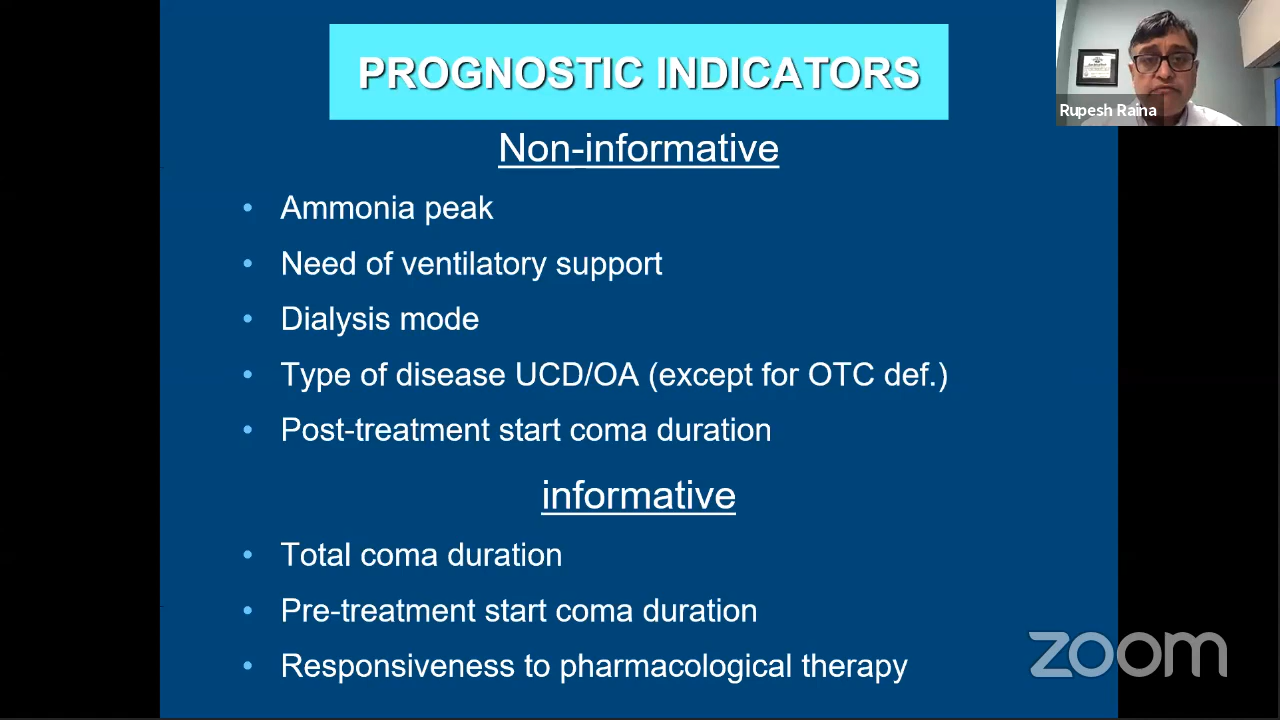 PROGNOSTIC INDICATORS
Rupesh Raina
Non-informative
• Ammonia peak
• Need of ventilatory support
• Dialysis mode
• Type of disease UCD/OA (except for OTC def.)
• Post-treatment start coma duration
informative
• Total coma duration
• Pre-treatment start coma duration
• Responsiveness to pharmacological therapy
zoom